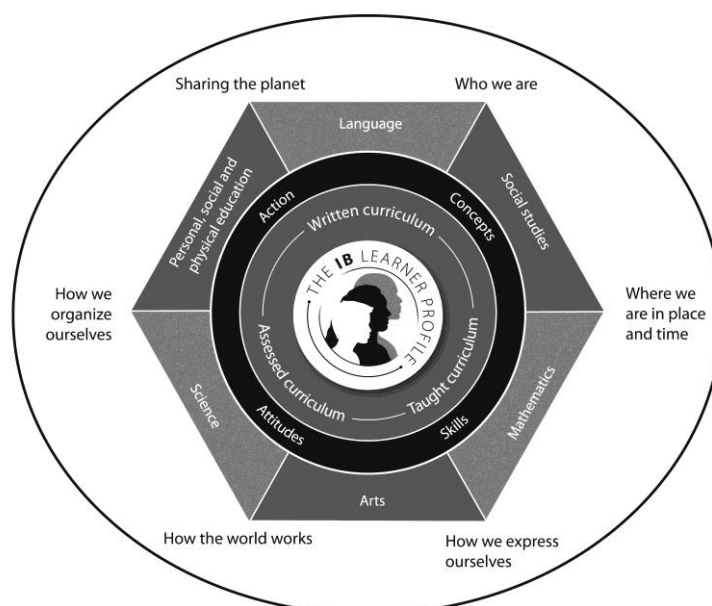 Sharing the planet
Who we are
Language
Personal, social and
physical education
Social studies
Action
Concepts
Written curriculum
THE IB LEARNER PROFILE
How we
organize
ourselves
Where we
are in place
and time
Assessed curriculum
Taught curriculum
Science
Mathematics
Attitudes
Skills
Arts
How the world works
How we express
ourselves